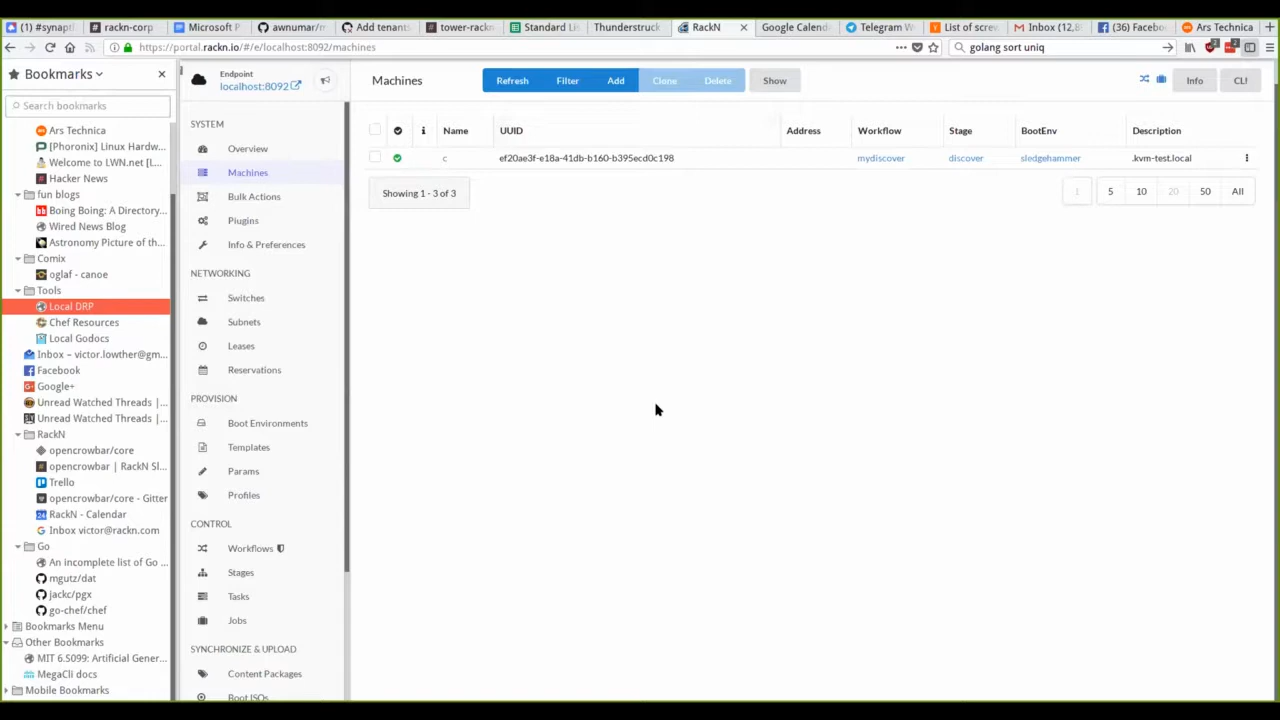 (1) #synapt
rackn-corp
Microsoft P
awnumar/m
Add tenants
tower-rackn
Standard Li
Thunderstruck
RackN
Google Calend
Telegram W
List of screw
Inbox (12,8
(36) Facebo
Ars Technica
https://portal.rackn.io/#/e/localhost:8092/machines
golang sort uniq
Bookmarks
Search bookmarks
Ars Technica
[Phoronix] Linux Hardw...
Welcome to LWN.net [L...
Hacker News
fun blogs
Boing Boing: A Directory...
Wired News Blog
Astronomy Picture of th...
Comix
oglaf - canoe
Tools
Local DRP
Chef Resources
Local Godocs
Inbox – victor.lowther@gm...
Facebook
Google+
Unread Watched Threads |...
Unread Watched Threads |...
RackN
opencrowbar/core
opencrowbar | RackN Sl...
Trello
opencrowbar/core - Gitter
RackN - Calendar
Inbox victor@rackn.com
Go
An incomplete list of Go ...
mgutz/dat
jackc/pgx
go-chef/chef
Bookmarks Menu
Other Bookmarks
MIT 6.S099: Artificial Gener...
MegaCli docs
Mobile Bookmarks
Endpoint
localhost:8092
SYSTEM
Overview
Machines
Bulk Actions
Plugins
Info & Preferences
NETWORKING
Switches
Subnets
Leases
Reservations
PROVISION
Boot Environments
Templates
Params
Profiles
CONTROL
Workflows
Stages
Tasks
Jobs
SYNCHRONIZE & UPLOAD
Content Packages
Boot ISOs
Machines
Refresh Filter Add Clone Delete Show
Info CLI
Name UUID Address Workflow Stage BootEnv Description
c ef20ae3f-e18a-41db-b160-b395ecd0c198 mydiscover discover sledgehammer .kvm-test.local
Showing 1 - 3 of 3
1 5 10 20 50 All